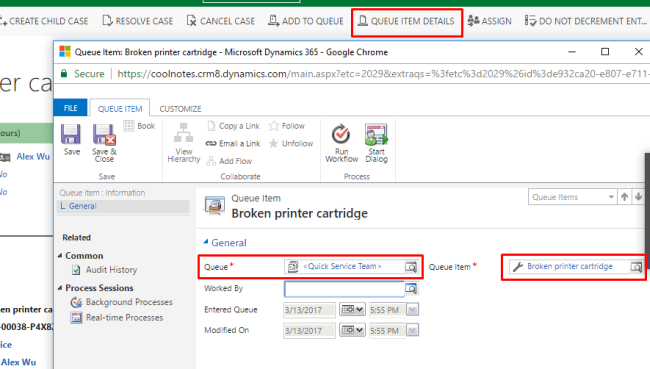 CREATE CHILD CASE RESOLVE CASE CANCEL CASE ADD TO QUEUE QUEUE ITEM DETAILS ASSIGN DO NOT DECREMENT ENT...
Queue Item: Broken printer cartridge - Microsoft Dynamics 365 - Google Chrome
Secure | https://coolnotes.crm8.dynamics.com/main.aspx?etc=2029&extraqs=%3fetc%3d2029%26id%3de932ca20-e807-e711-
er ca
FILE QUEUE ITEM CUSTOMIZE
Save
Save & Close
Book
View Hierarchy
Copy a Link
Email a Link
Add Flow
Follow
Unfollow
Run Workflow
Start Dialog
Save Collaborate Process
ours)
Alex Wu
No
No
Queue Item : Information
General
Related
Common
Audit History
Process Sessions
Background Processes
Real-time Processes
Queue Item
Broken printer cartridge
Queue Items
General
Queue * <Quick Service Team> Queue Item * Broken printer cartridge
Worked By
Entered Queue 3/13/2017 5:55 PM
Modified On 3/13/2017 5:55 PM
en printer car
-00038-P4X8
ice
Alex Wu